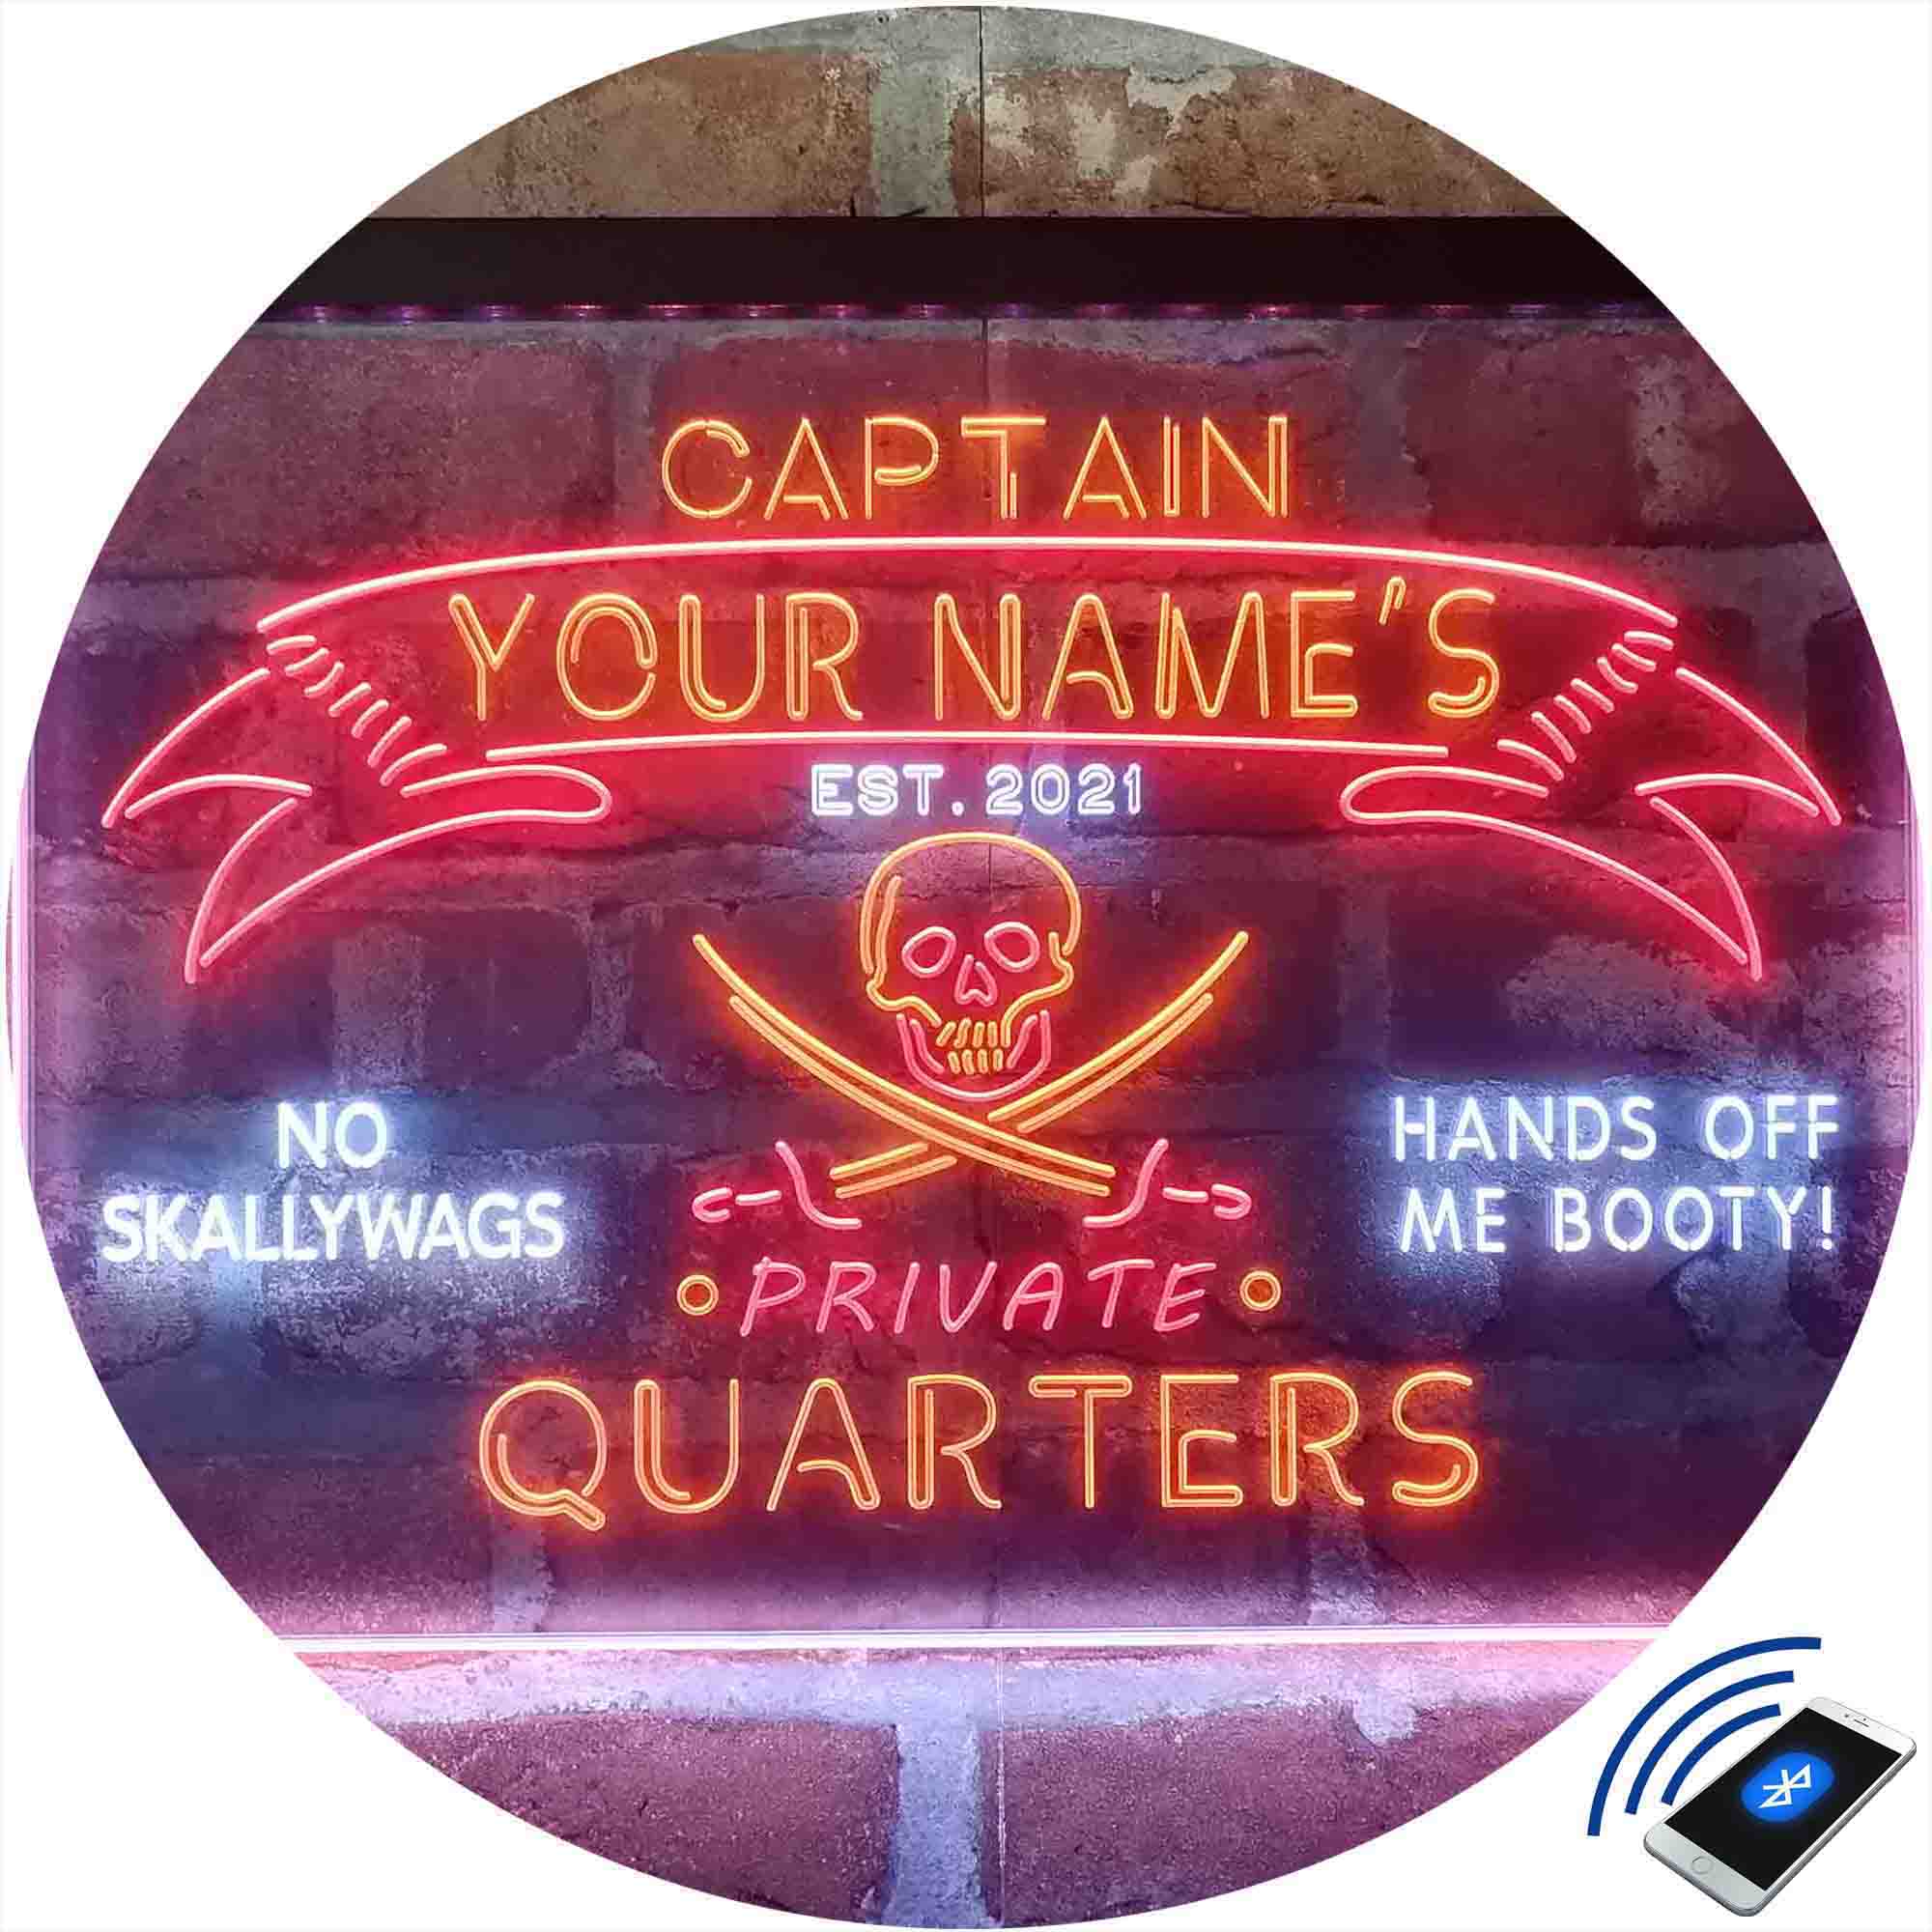 CAPTAIN
YOUR NAME'S
EST. 2021
NO
SKALLYWAGS
HANDS OFF
ME BOOTY!
PRIVATE
QUARTERS